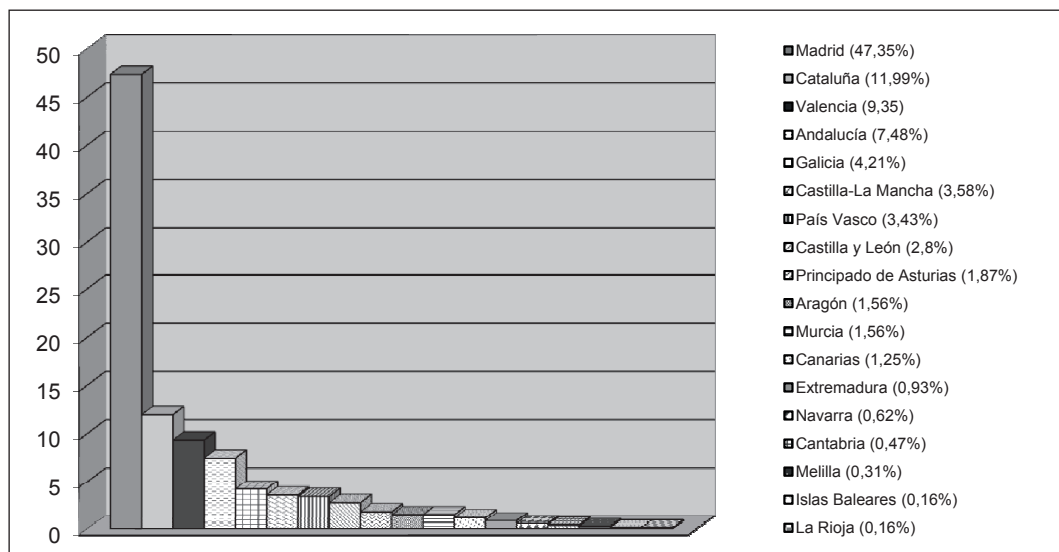 50
45
40
35
30
25
20
15
10
5
0
Madrid (47,35%)
Cataluña (11,99%)
Valencia (9,35)
Andalucía (7,48%)
Galicia (4,21%)
Castilla-La Mancha (3,58%)
País Vasco (3,43%)
Castilla y León (2,8%)
Principado de Asturias (1,87%)
Aragón (1,56%)
Murcia (1,56%)
Canarias (1,25%)
Extremadura (0,93%)
Navarra (0,62%)
Cantabria (0,47%)
Melilla (0,31%)
Islas Baleares (0,16%)
La Rioja (0,16%)